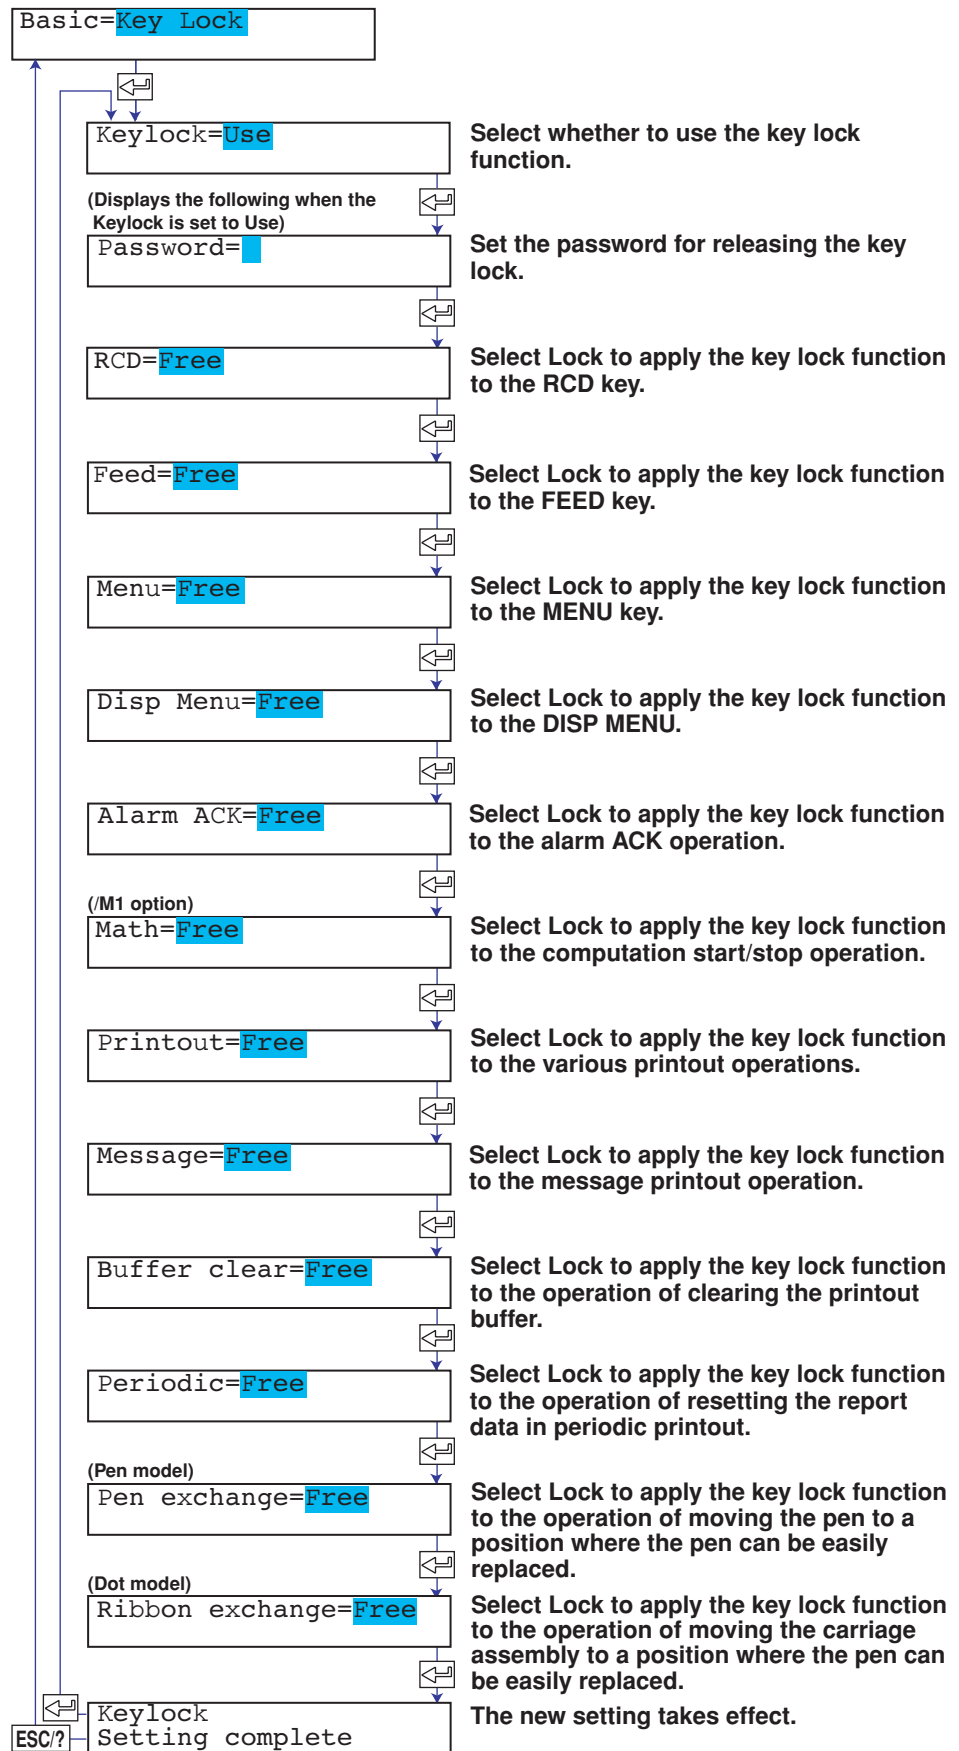 Basic=Key Lock
Keylock=Use
Select whether to use the key lock
function.
(Displays the following when the
Keylock is set to Use)
Password=
Set the password for releasing the key
lock.
RCD=Free
Select Lock to apply the key lock function
to the RCD key.
Feed=Free
Select Lock to apply the key lock function
to the FEED key.
Menu=Free
Select Lock to apply the key lock function
to the MENU key.
Disp Menu=Free
Select Lock to apply the key lock function
to the DISP MENU.
Alarm ACK=Free
Select Lock to apply the key lock function
to the alarm ACK operation.
(/M1 option)
Math=Free
Select Lock to apply the key lock function
to the computation start/stop operation.
Printout=Free
Select Lock to apply the key lock function
to the various printout operations.
Message=Free
Select Lock to apply the key lock function
to the message printout operation.
Buffer clear=Free
Select Lock to apply the key lock function
to the operation of clearing the printout
buffer.
Periodic=Free
Select Lock to apply the key lock function
to the operation of resetting the report
data in periodic printout.
(Pen model)
Pen exchange=Free
Select Lock to apply the key lock function
to the operation of moving the pen to a
position where the pen can be easily
replaced.
(Dot model)
Ribbon exchange=Free
Select Lock to apply the key lock function
to the operation of moving the carriage
assembly to a position where the pen can
be easily replaced.
Keylock
Setting complete
The new setting takes effect.
ESC/?